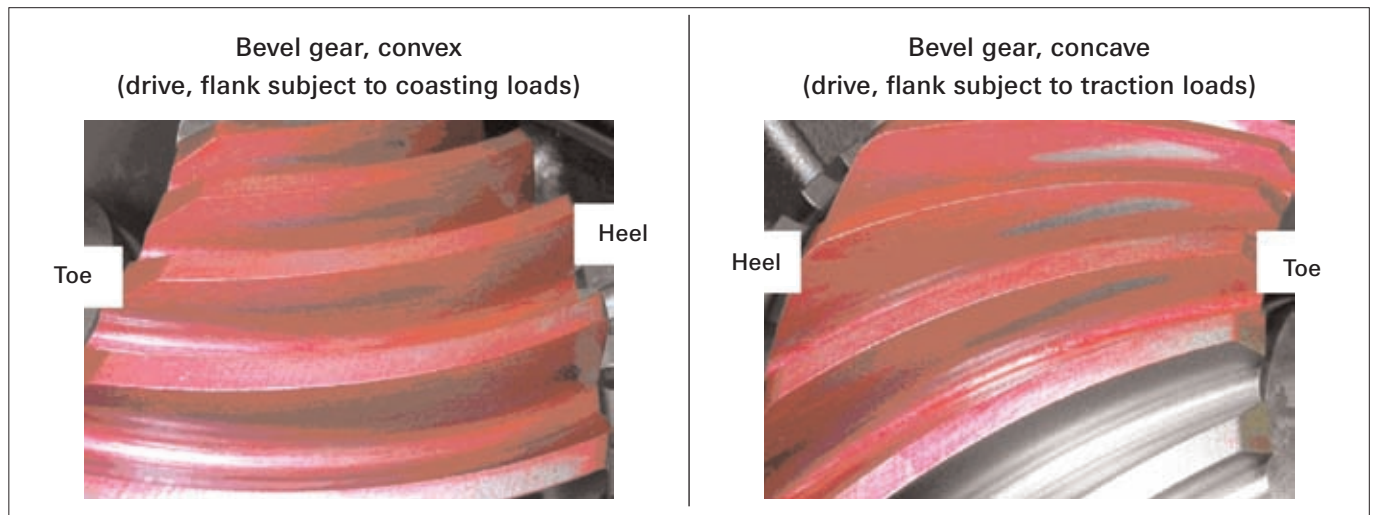 Bevel gear, convex
(drive, flank subject to coasting loads)
Toe
Heel
Bevel gear, concave
(drive, flank subject to traction loads)
Heel
Toe